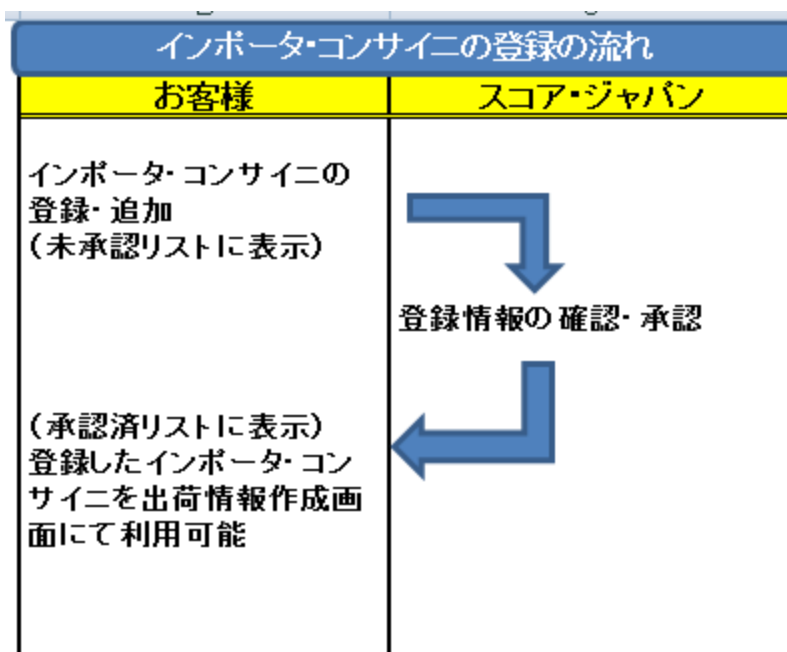 インポータ・コンサイニの登録の流れ
お客様
スコア・ジャパン
インポータ・コンサイニの
登録・追加
(未承認リストに表示)
登録情報の確認・承認
(承認済リストに表示)
登録したインポータ・コン
サイニを出荷情報作成画
面にて利用可能